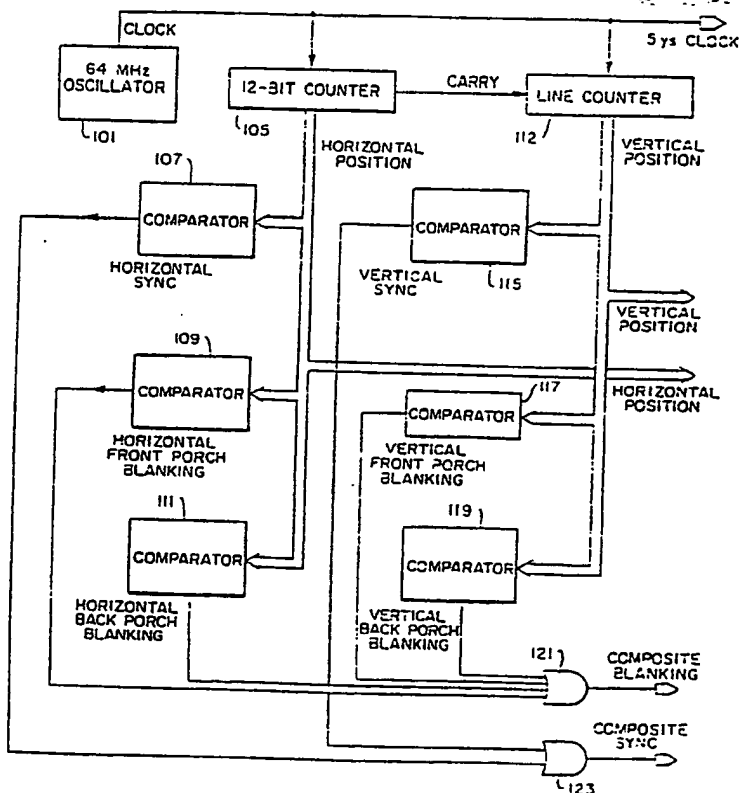 CLOCK
5ys CLOCK
64 MHz
OSCILLATOR
101
12-BIT COUNTER
105
CARRY
LINE COUNTER
112
HORIZONTAL
POSITION
VERTICAL
POSITION
107
COMPARATOR
HORIZONTAL
SYNC
COMPARATOR
VERTICAL
SYNC
115
VERTICAL
POSITION
109
COMPARATOR
HORIZONTAL
FRONT PORCH
BLANKING
HORIZONTAL
POSITION
117
COMPARATOR
VERTICAL
FRONT PORCH
BLANKING
111
COMPARATOR
HORIZONTAL
BACK PORCH
BLANKING
119
COMPARATOR
VERTICAL
BACK PORCH
BLANKING
121
COMPOSITE
BLANKING
COMPOSITE
SYNC
123